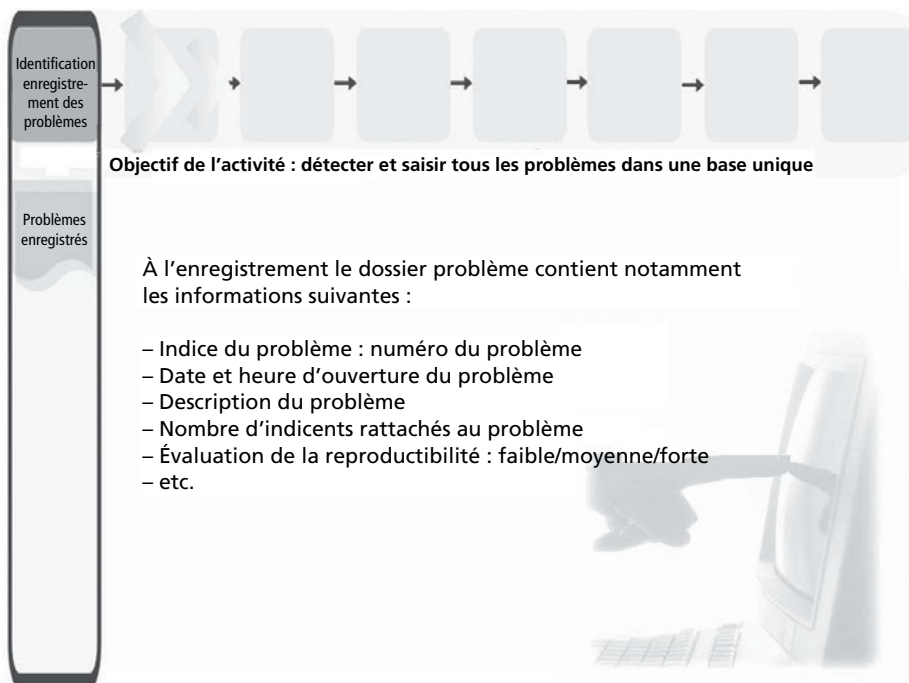 Identification
enregistre-
ment des
problèmes
Objectif de l’activité : détecter et saisir tous les problèmes dans une base unique
Problèmes
enregistrés
À l’enregistrement le dossier problème contient notamment
les informations suivantes :
– Indice du problème : numéro du problème
– Date et heure d’ouverture du problème
– Description du problème
– Nombre d’indicents rattachés au problème
– Évaluation de la reproductibilité : faible/moyenne/forte
– etc.